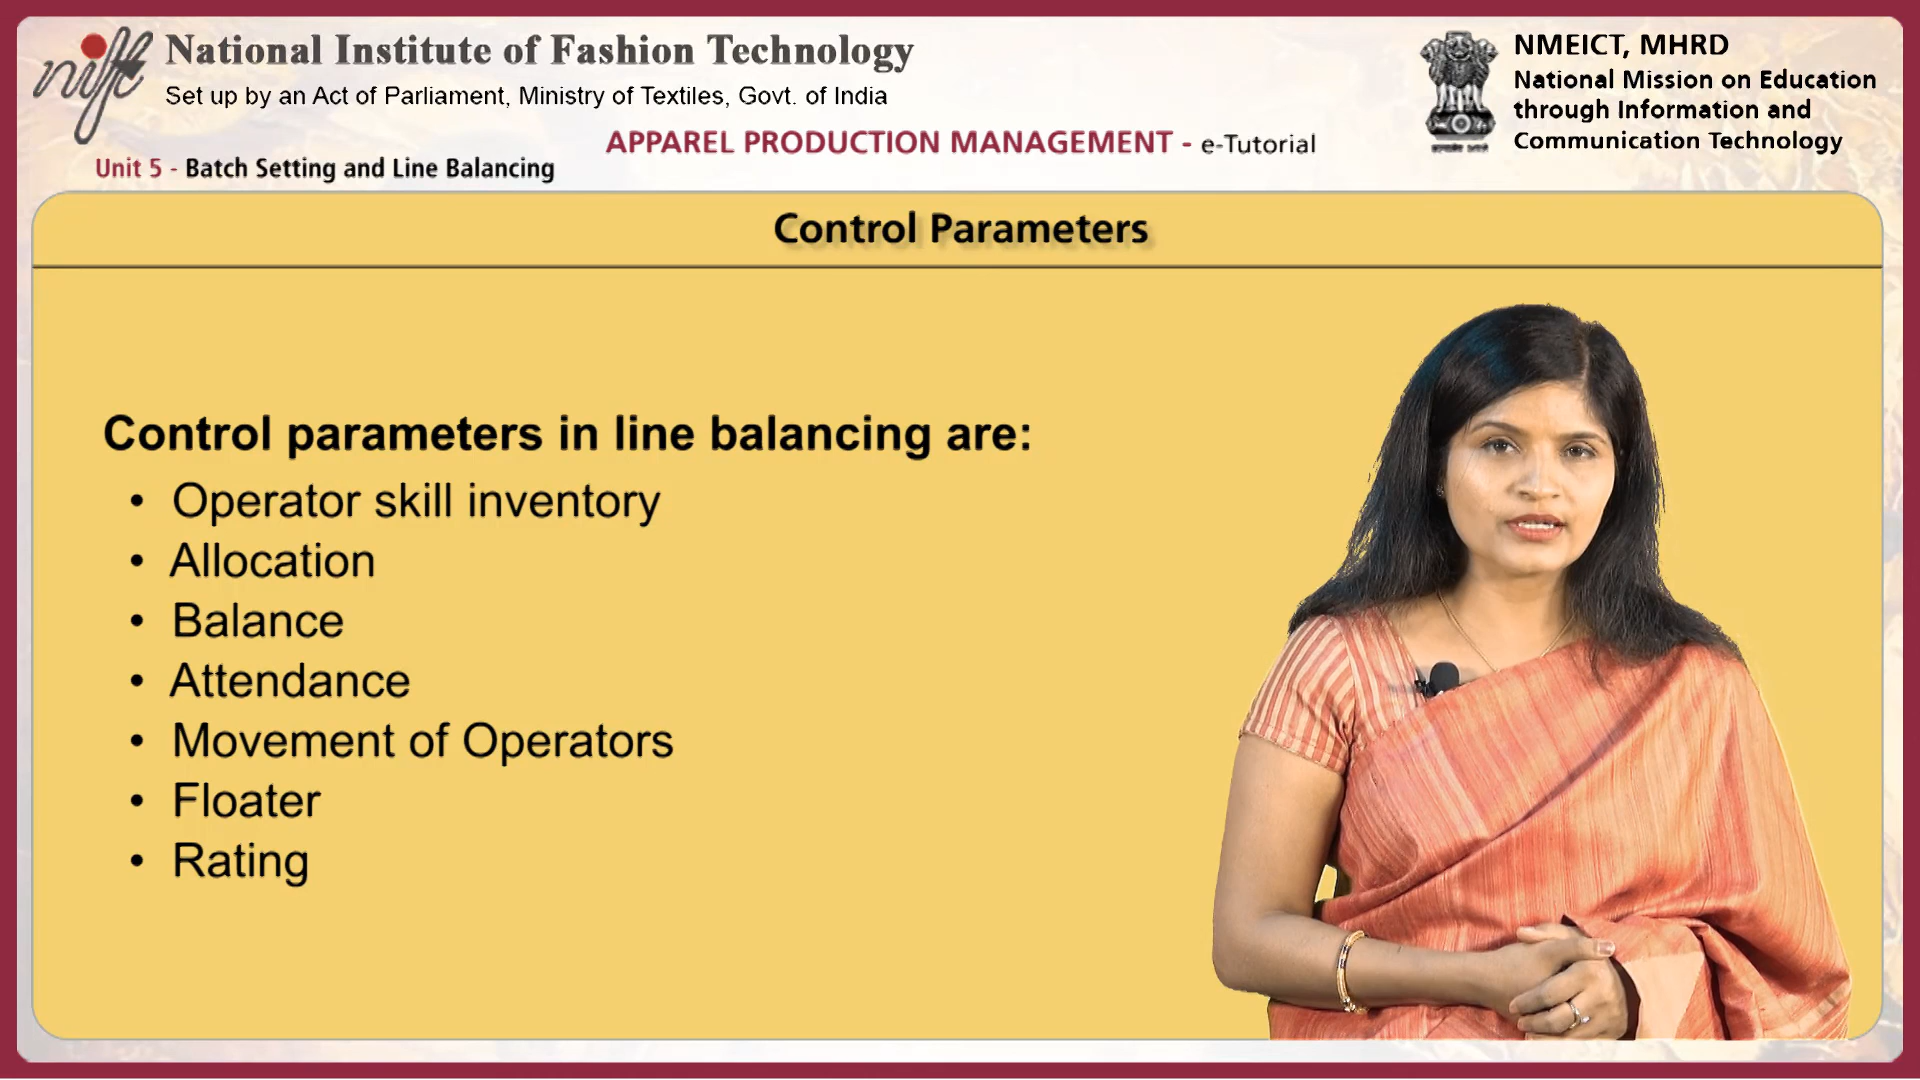 nift
National Institute of Fashion Technology
Set up by an Act of Parliament, Ministry of Textiles, Govt. of India
NMEICT, MHRD
National Mission on Education
through Information and
Communication Technology
APPAREL PRODUCTION MANAGEMENT - e-Tutorial
Unit 5 - Batch Setting and Line Balancing
Control Parameters
Control parameters in line balancing are:
• Operator skill inventory
• Allocation
• Balance
• Attendance
• Movement of Operators
• Floater
• Rating